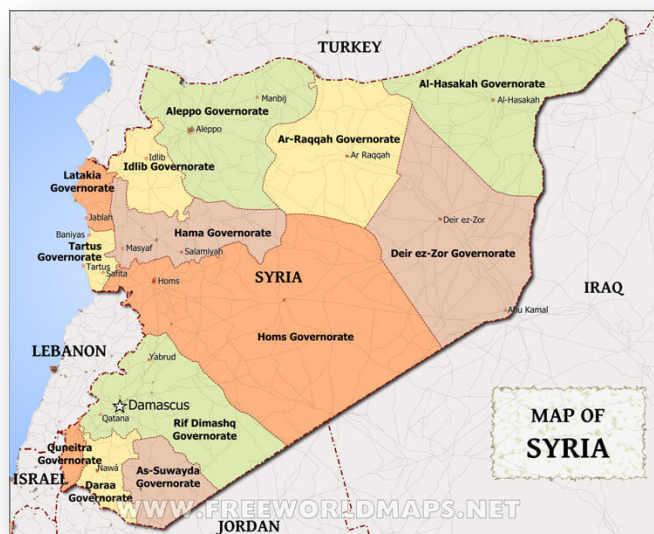 TURKEY
Al-Hasakah Governorate
Al-Hasakah
Manbij
Aleppo Governorate
Aleppo
Ar-Raqqah Governorate
Ar Raqqah
Idlib
Idlib Governorate
Latakia
Governorate
Jablah
Deir ez-Zor
Baniyas
Hama Governorate
Tartus
Governorate
Masyaf
Salamiyah
Deir ez-Zor Governorate
Tartus
Safita
SYRIA
Homs
IRAQ
Abu Kamal
Homs Governorate
LEBANON
Yabrud
Damascus
Qatana
Rif Dimashq
Governorate
MAP OF
SYRIA
Quneitra
Governorate
Nawá
ISRAEL
As-Suwayda
Governorate
Daraa
Governorate
WWW.FREEWORLDMAPS.NET
JORDAN